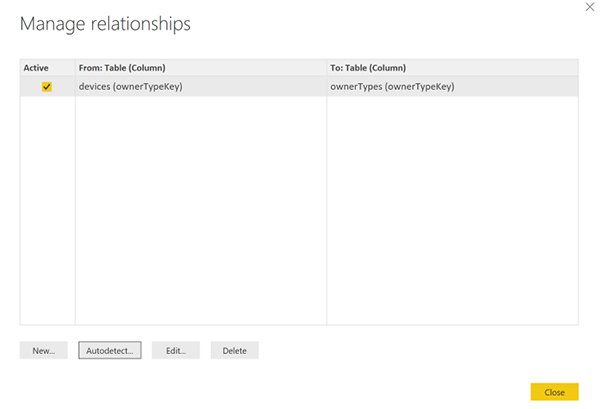 Manage relationships
Active From: Table (Column) To: Table (Column)
devices (ownerTypeKey) ownerTypes (ownerTypeKey)
New... Autodetect... Edit... Delete
Close